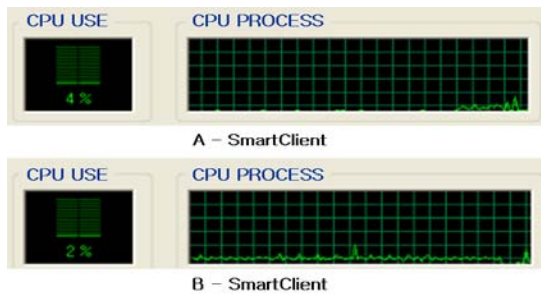 CPU USE
CPU PROCESS
4 %
A - SmartClient
CPU USE
CPU PROCESS
2 %
B - SmartClient